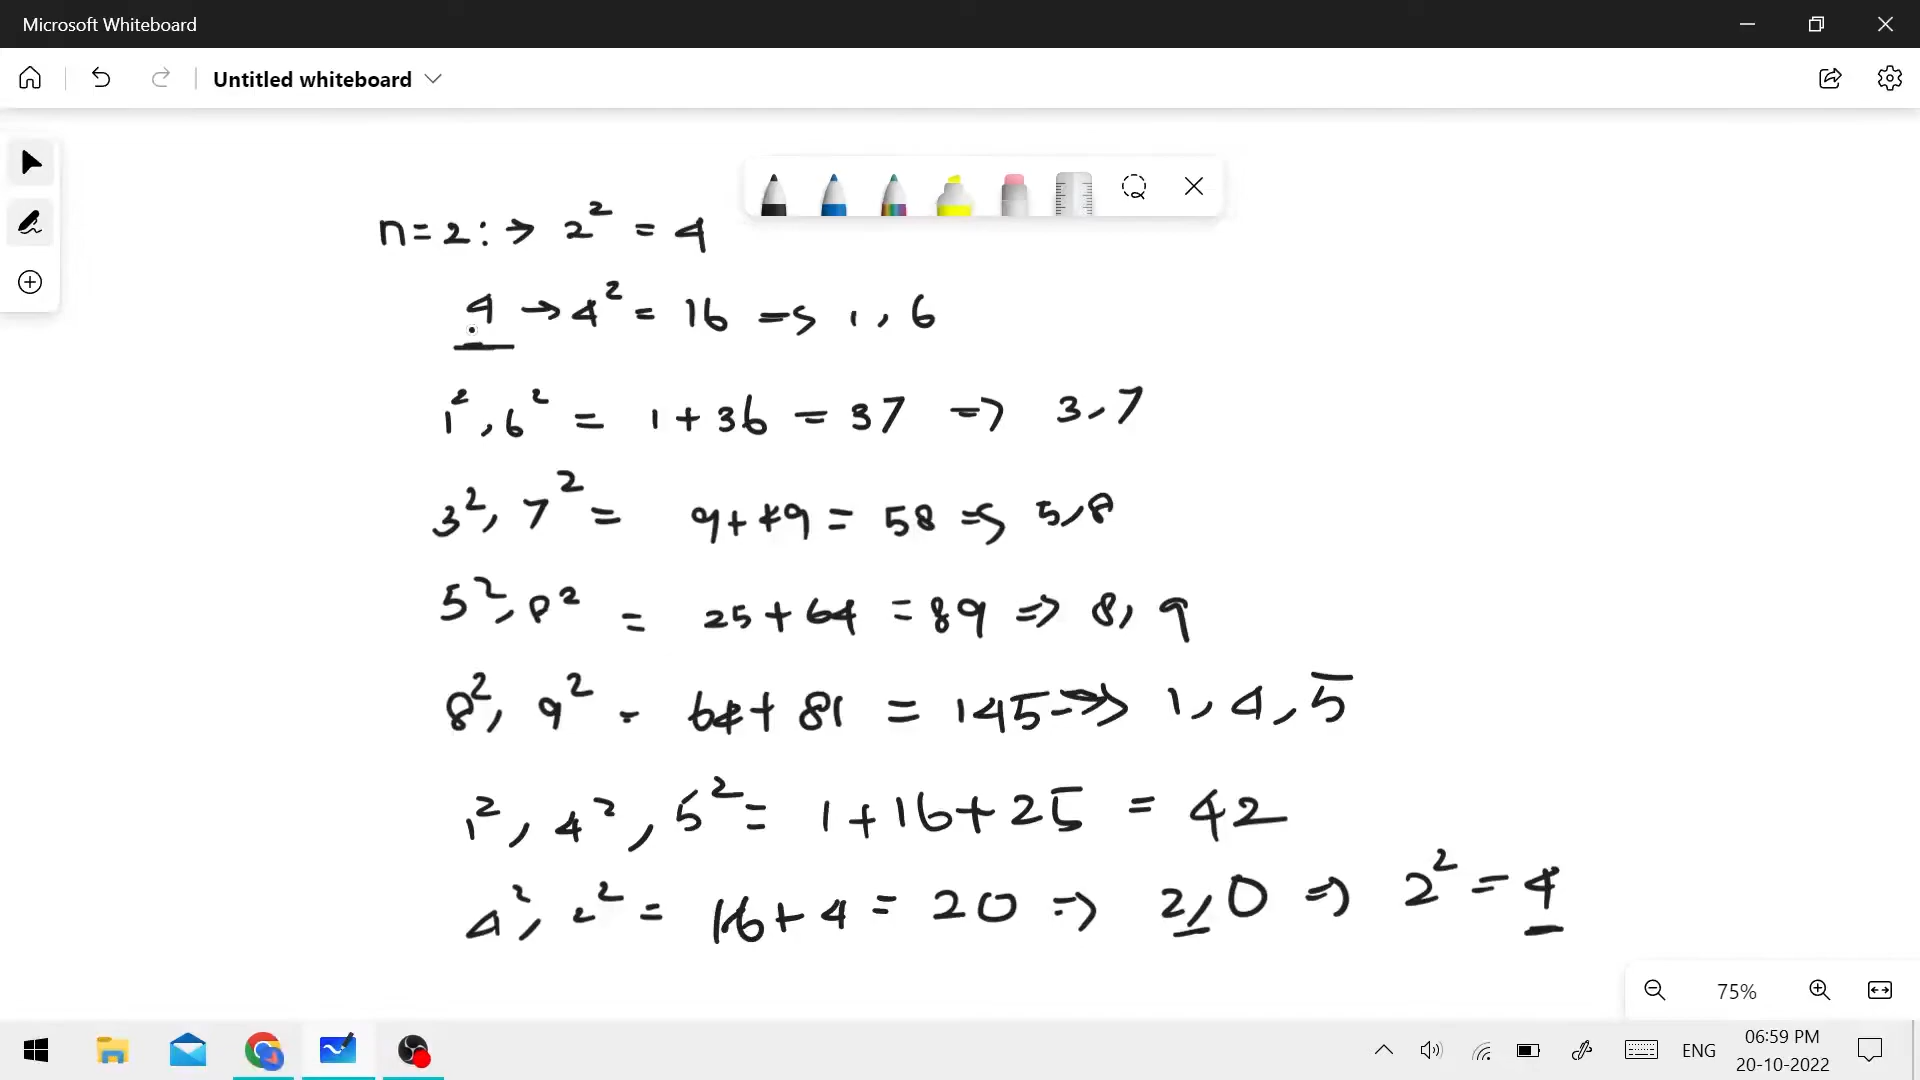 Microsoft Whiteboard
Untitled whiteboard
n=2:→ 2² = 4
4 → 4² = 16 => 1, 6
1², 6² = 1+36 = 37 => 3,7
3², 7² = 9+49 = 58 => 5,8
5², 8² = 25+64 = 89 => 8, 9
8², 9² = 64+81 = 145 => 1, 4, 5
1², 4², 5² = 1+16+25 = 42
4², 2² = 16+4 = 20 => 2,0 => 2² = 4
75%
06:59 PM
ENG
20-10-2022